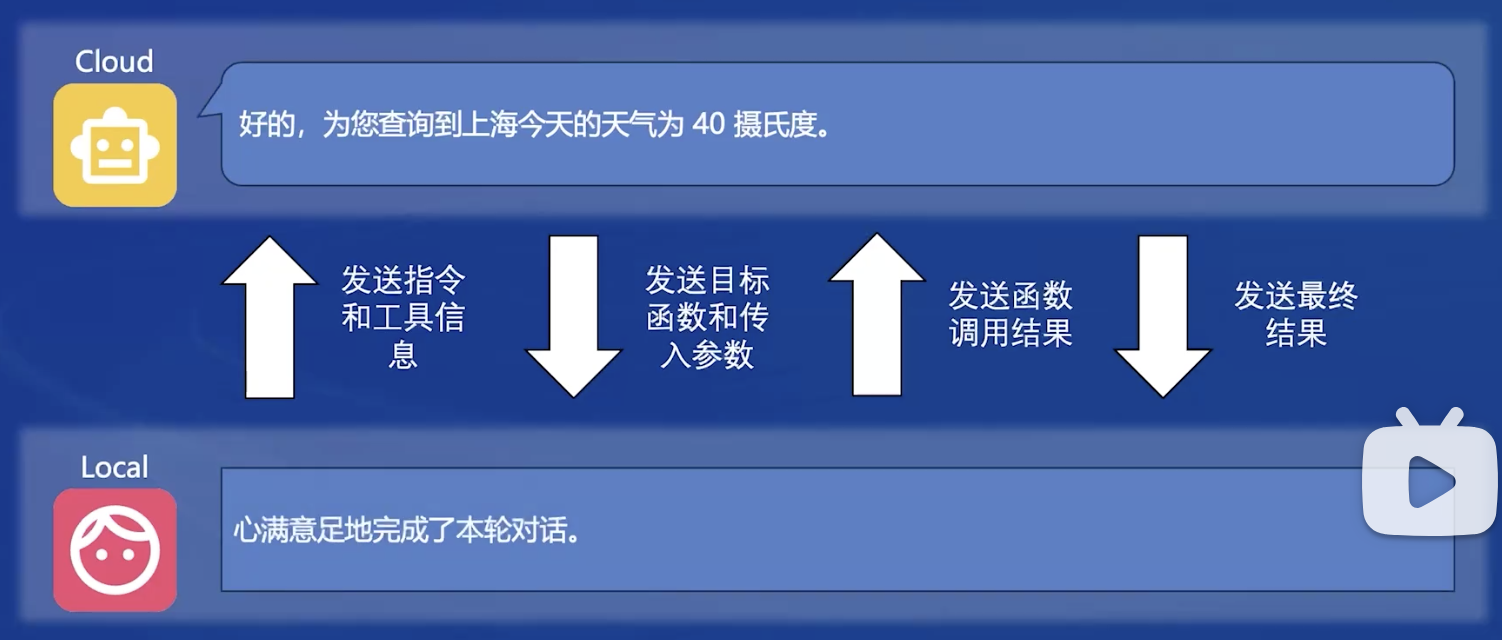 Cloud
好的，为您查询到上海今天的天气为 40 摄氏度。
发送指令
和工具信
息
发送目标
函数和传
入参数
发送函数
调用结果
发送最终
结果
Local
心满意足地完成了本轮对话。